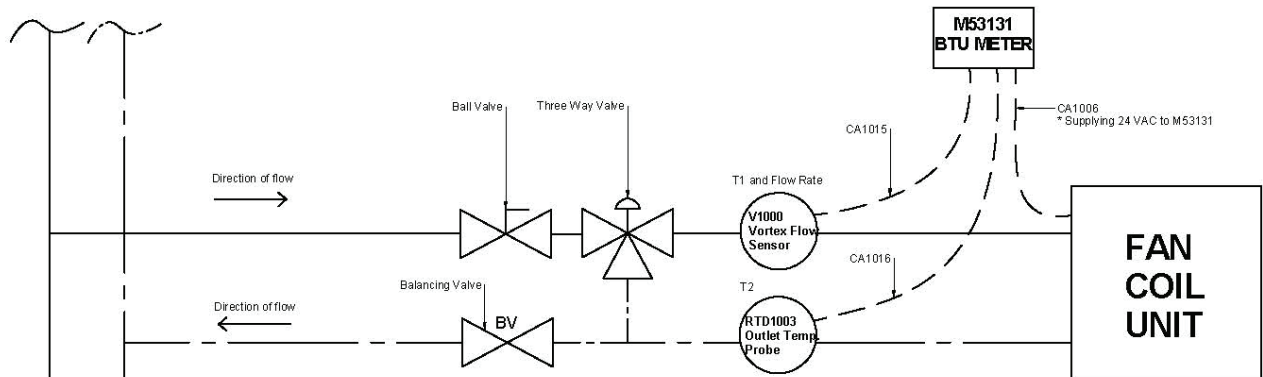 M53131
BTU METER
Ball Valve
Three Way Valve
CA1006
* Supplying 24 VAC to M53131
CA1015
Direction of flow
T1 and Flow Rate
V1000
Vortex Flow
Sensor
FAN
COIL
UNIT
CA1016
Balancing Valve
T2
Direction of flow
BV
RTD1003
Outlet Temp.
Probe